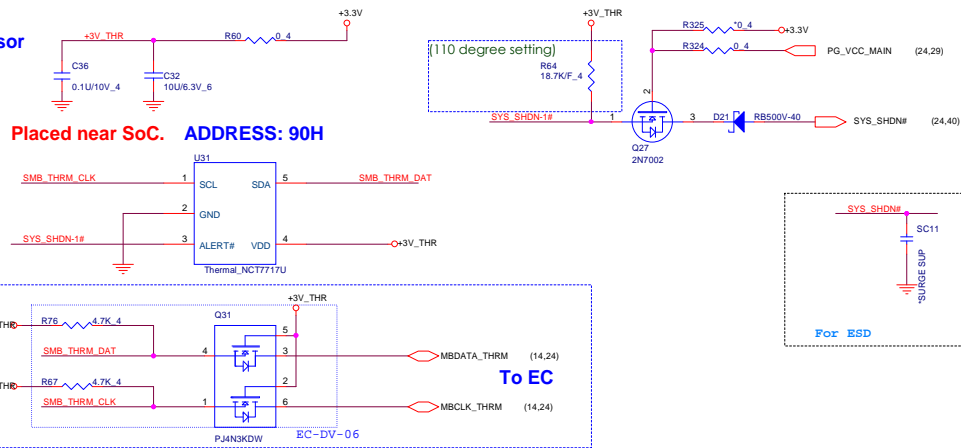 sor
+3V_THR
R60
0_4
+3.3V
C36
0.1U/10V_4
C32
10U/6.3V_6
+3V_THR
(110 degree setting)
R64
18.7K/F_4
R325
*0_4
+3.3V
R324
0_4
PG_VCC_MAIN
(24,29)
2
SYS_SHDN-1#
1
3
D21
RB500V-40
SYS_SHDN#
(24,40)
Q27
2N7002
Placed near SoC.
ADDRESS: 90H
U31
SMB_THRM_CLK
1
SCL
SDA
5
SMB_THRM_DAT
2
GND
SYS_SHDN-1#
3
ALERT#
VDD
4
+3V_THR
Thermal_NCT7717U
SYS_SHDN#
SC11
*SURGE SUP
For ESD
+3V_THR
THR
R76
4.7K_4
Q31
5
SMB_THRM_DAT
4
3
MBDATA_THRM
(14,24)
To EC
THR
R67
4.7K_4
2
SMB_THRM_CLK
1
6
MBCLK_THRM
(14,24)
PJ4N3KDW
EC-DV-06